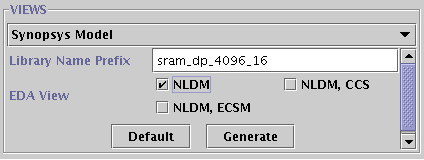 VIEWS
Synopsys Model
Library Name Prefix sram_dp_4096_16
EDA View NLDM NLDM, CCS
NLDM, ECSM
Default Generate